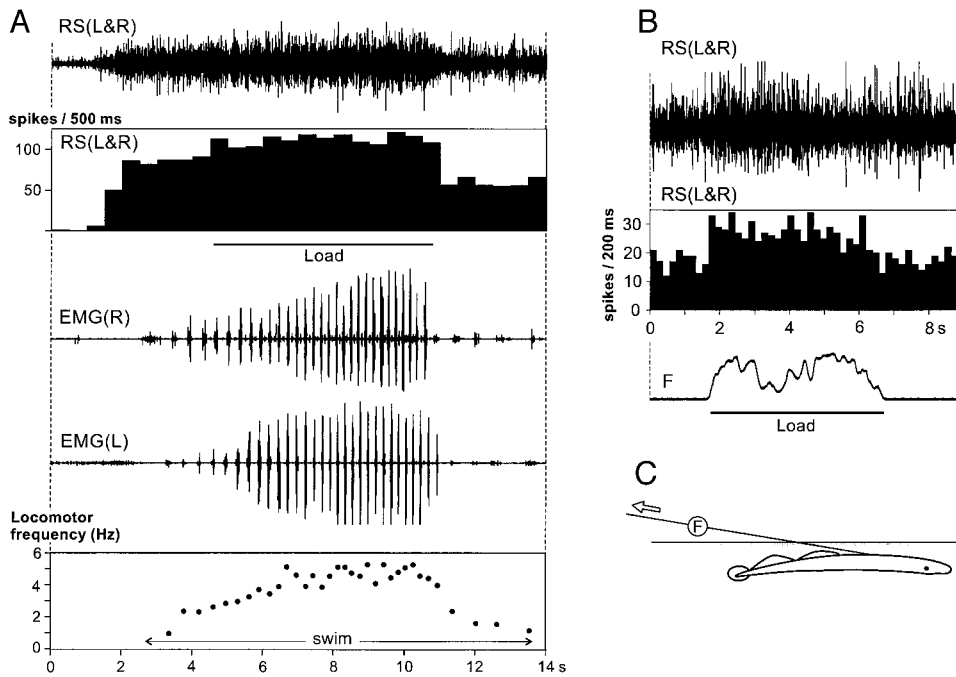 A
RS(L&R)
spikes / 500 ms
RS(L&R)
100
50
Load
EMG(R)
EMG(L)
Locomotor
frequency (Hz)
6
4
2
0
swim
0 2 4 6 8 10 12 14 s
B
RS(L&R)
RS(L&R)
spikes / 200 ms
30
20
10
0
0 2 4 6 8 s
F
Load
C
F